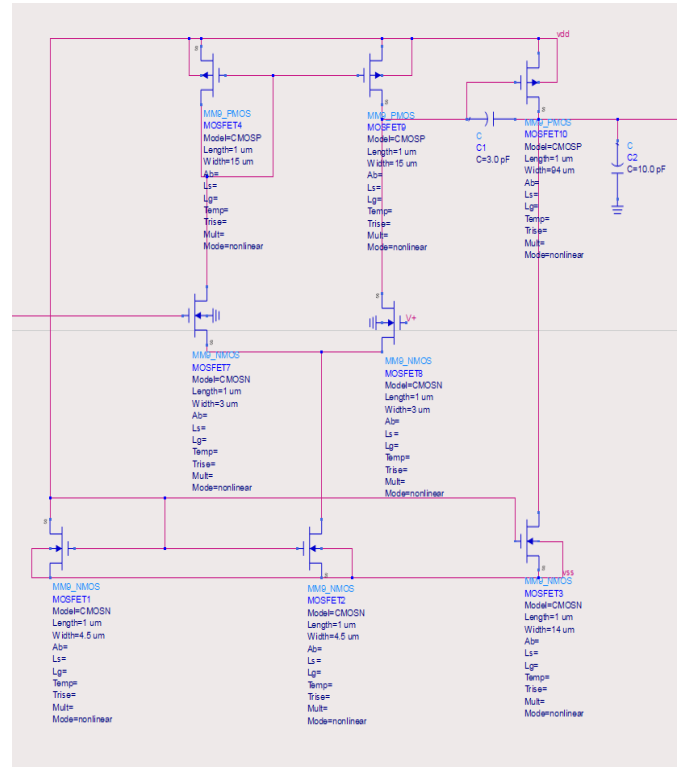 vdd
MM9_PMOS
MOSFET4
Model=CMOSP
Length=1 um
Width=15 um
Ab=
Ls=
Lg=
Temp=
Trise=
Mult=
Mode=nonlinear
MM9_PMOS
MOSFET9
Model=CMOSP
Length=1 um
Width=15 um
Ab=
Ls=
Lg=
Temp=
Trise=
Mult=
Mode=nonlinear
C
C1
C=3.0 pF
MM9_PMOS
MOSFET10
Model=CMOSP
Length=1 um
Width=94 um
Ab=
Ls=
Lg=
Temp=
Trise=
Mult=
Mode=nonlinear
C
C2
C=10.0 pF
V+
MM9_NMOS
MOSFET7
Model=CMOSN
Length=1 um
Width=3 um
Ab=
Ls=
Lg=
Temp=
Trise=
Mult=
Mode=nonlinear
MM9_NMOS
MOSFET8
Model=CMOSN
Length=1 um
Width=3 um
Ab=
Ls=
Lg=
Temp=
Trise=
Mult=
Mode=nonlinear
MM9_NMOS
MOSFET1
Model=CMOSN
Length=1 um
Width=4.5 um
Ab=
Ls=
Lg=
Temp=
Trise=
Mult=
Mode=nonlinear
MM9_NMOS
MOSFET2
Model=CMOSN
Length=1 um
Width=4.5 um
Ab=
Ls=
Lg=
Temp=
Trise=
Mult=
Mode=nonlinear
vss
MM9_NMOS
MOSFET3
Model=CMOSN
Length=1 um
Width=14 um
Ab=
Ls=
Lg=
Temp=
Trise=
Mult=
Mode=nonlinear